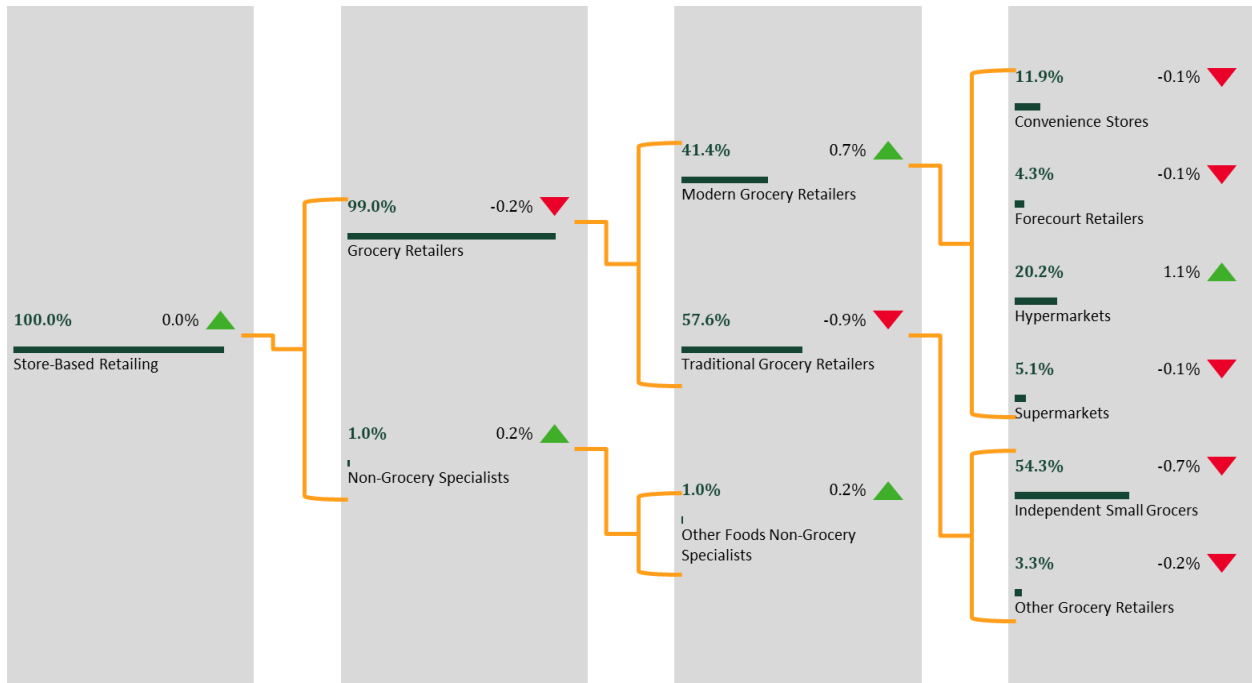 100.0% 0.0%
Store-Based Retailing
99.0% -0.2%
Grocery Retailers
1.0% 0.2%
Non-Grocery Specialists
41.4% 0.7%
Modern Grocery Retailers
57.6% -0.9%
Traditional Grocery Retailers
1.0% 0.2%
Other Foods Non-Grocery
Specialists
11.9% -0.1%
Convenience Stores
4.3% -0.1%
Forecourt Retailers
20.2% 1.1%
Hypermarkets
5.1% -0.1%
Supermarkets
54.3% -0.7%
Independent Small Grocers
3.3% -0.2%
Other Grocery Retailers